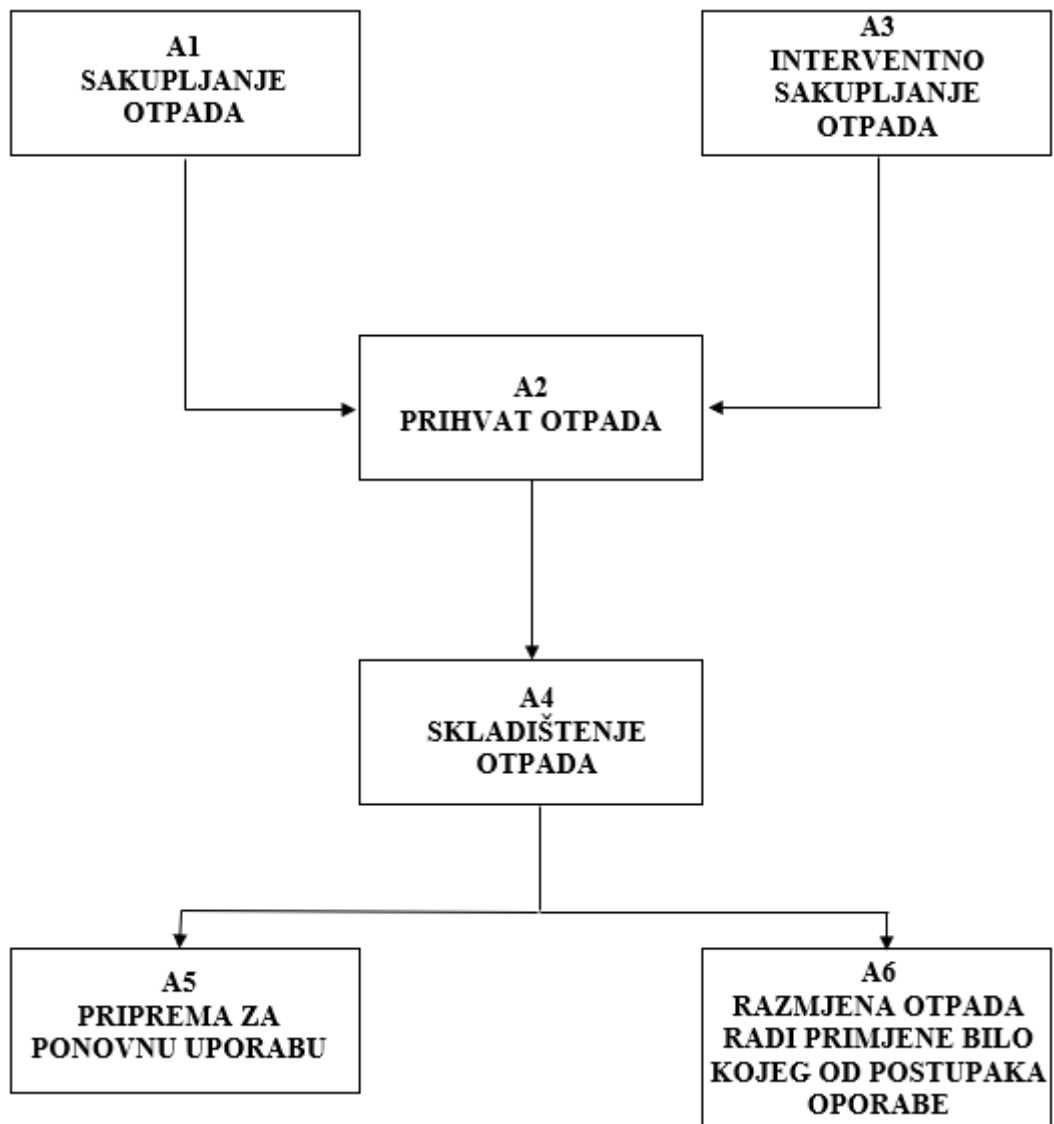 A1
SAKUPLJANJE
OTPADA
A3
INTERVENTNO
SAKUPLJANJE
OTPADA
A2
PRIHVAT OTPADA
A4
SKLADIŠTENJE
OTPADA
A5
PRIPREMA ZA
PONOVNU UPORABU
A6
RAZMJENA OTPADA
RADI PRIMJENE BILO
KOJEG OD POSTUPAKA
OPORABE